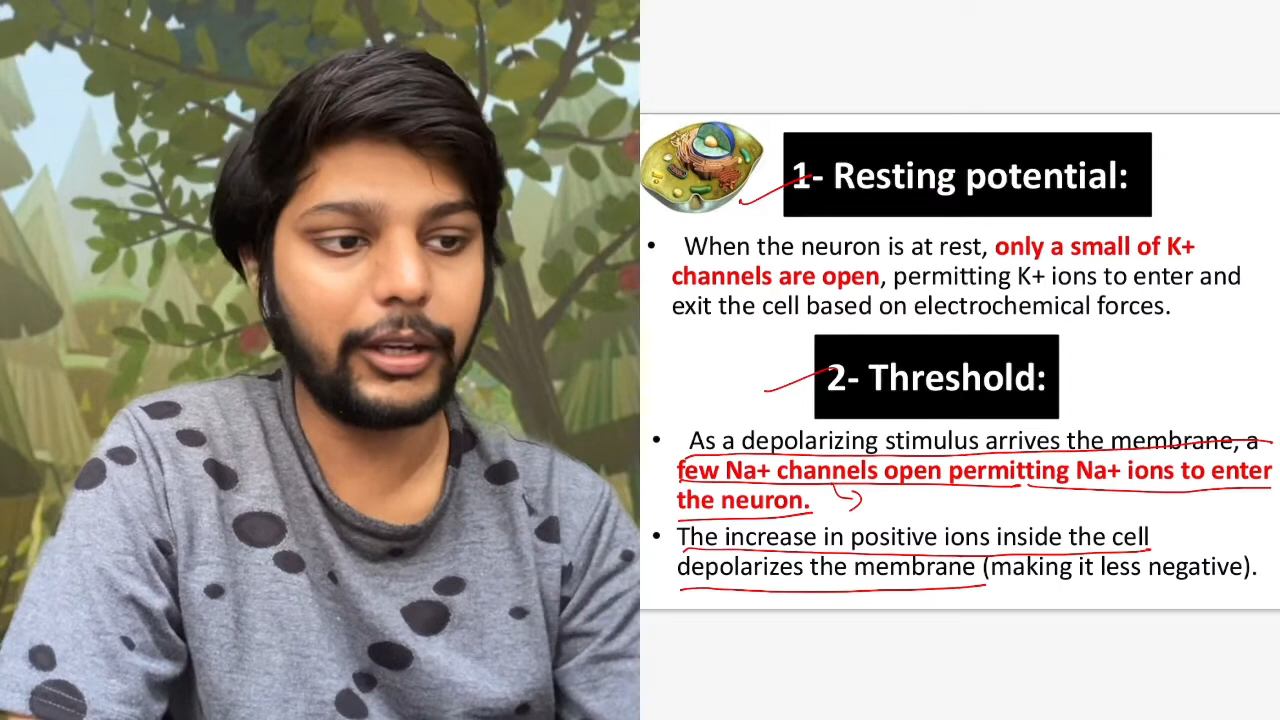 1- Resting potential:
• When the neuron is at rest, only a small of K+
channels are open, permitting K+ ions to enter and
exit the cell based on electrochemical forces.
2- Threshold:
• As a depolarizing stimulus arrives the membrane, a
few Na+ channels open permitting Na+ ions to enter
the neuron.
• The increase in positive ions inside the cell
depolarizes the membrane (making it less negative).